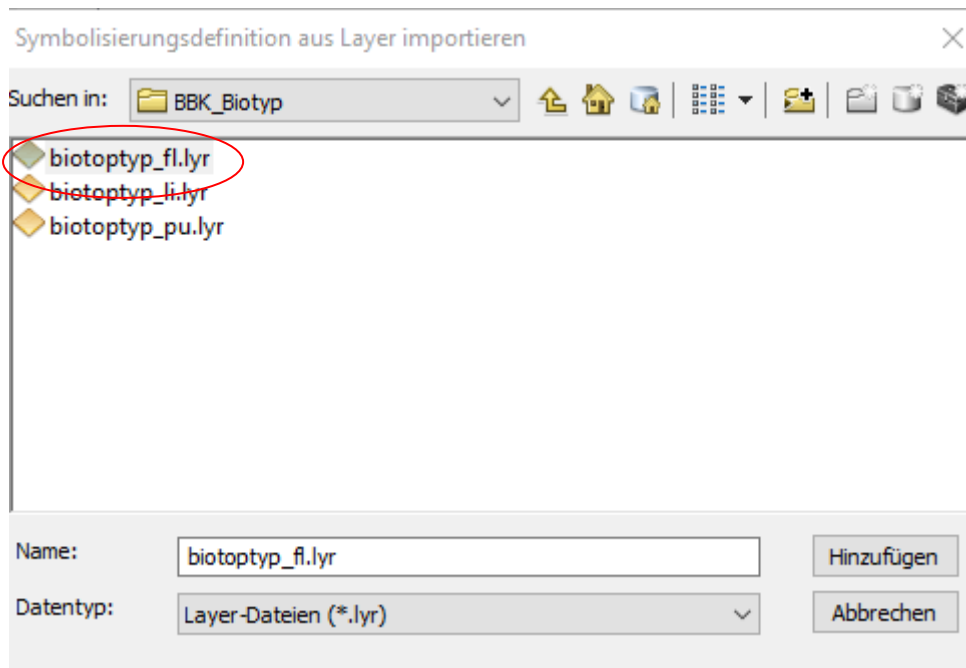 Symbolisierungsdefinition aus Layer importieren
Suchen in: BBK_Biotyp
biotoptyp_fl.lyr
biotoptyp_li.lyr
biotoptyp_pu.lyr
Name: biotoptyp_fl.lyr Hinzufügen
Datentyp: Layer-Dateien (*.lyr) Abbrechen